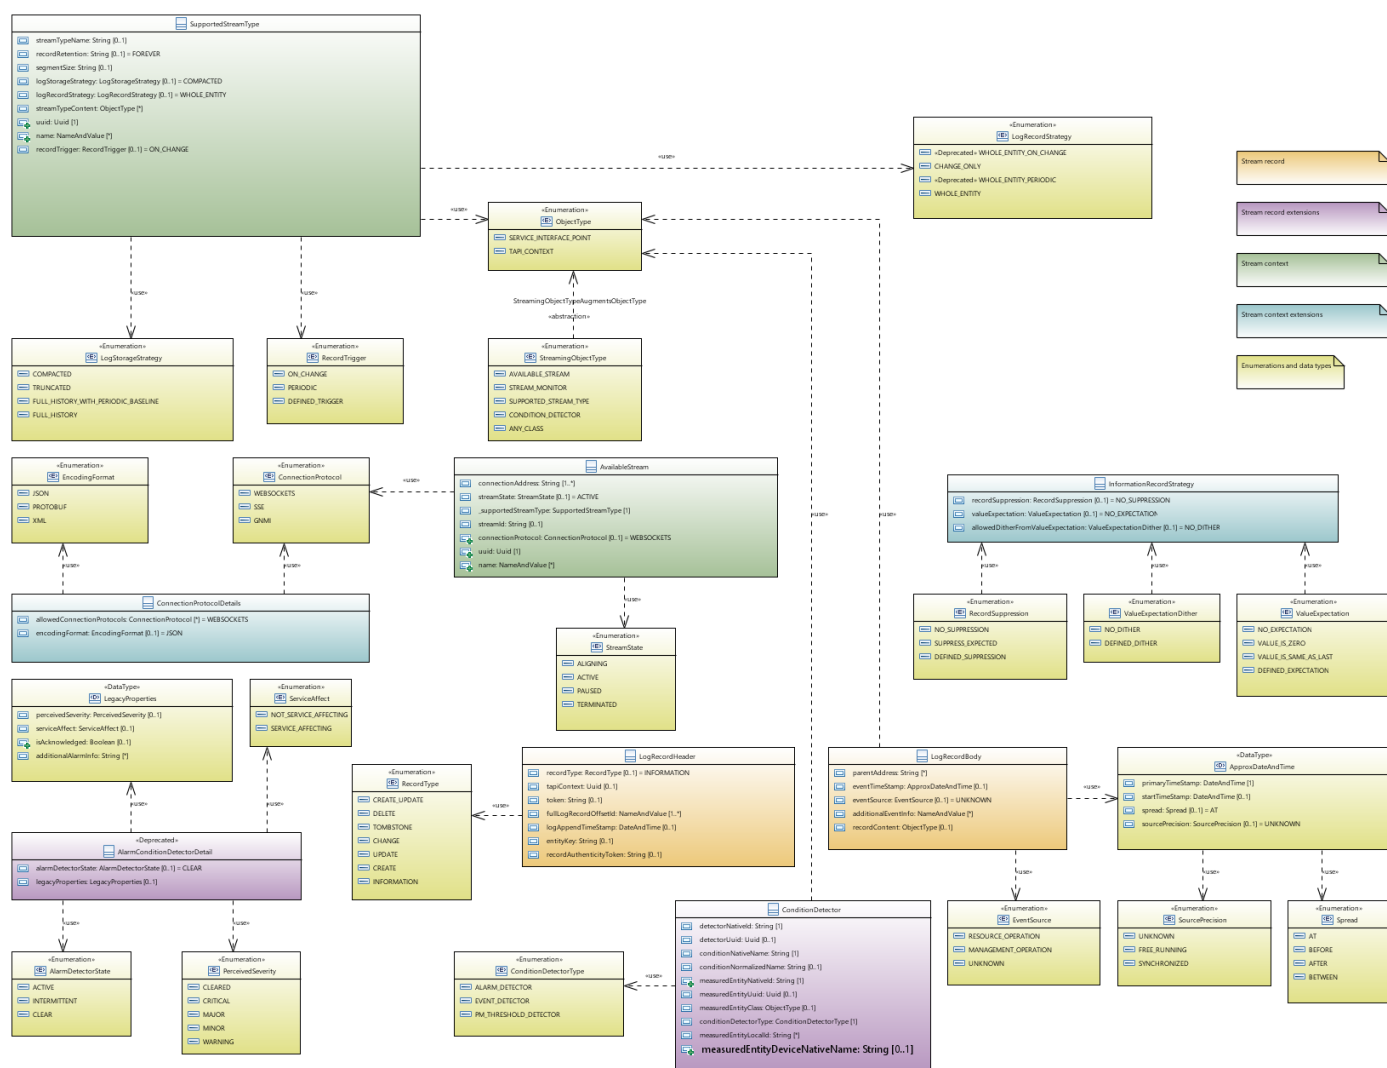 SupportedStreamType
streamTypeName: String [0..1]
recordRetention: String [0..1] = FOREVER
segmentSize: String [0..1]
logStorageStrategy: LogStorageStrategy [0..1] = COMPACTED
logRecordStrategy: LogRecordStrategy [0..1] = WHOLE_ENTITY
streamTypeContent: ObjectType [*]
uuid: Uuid [1]
name: NameAndValue [*]
recordTrigger: RecordTrigger [0..1] = ON_CHANGE
«use»
«use»
«use»
«use»
«Enumeration»
LogRecordStrategy
«Deprecated» WHOLE_ENTITY_ON_CHANGE
CHANGE_ONLY
«Deprecated» WHOLE_ENTITY_PERIODIC
WHOLE_ENTITY
Stream record
Stream record extensions
Stream context
Stream context extensions
Enumerations and data types
«Enumeration»
ObjectType
SERVICE_INTERFACE_POINT
TAPI_CONTEXT
StreamingObjectTypeAugmentsObjectType
«abstraction»
«Enumeration»
LogStorageStrategy
COMPACTED
TRUNCATED
FULL_HISTORY_WITH_PERIODIC_BASELINE
FULL_HISTORY
«Enumeration»
RecordTrigger
ON_CHANGE
PERIODIC
DEFINED_TRIGGER
«Enumeration»
StreamingObjectType
AVAILABLE_STREAM
STREAM_MONITOR
SUPPORTED_STREAM_TYPE
CONDITION_DETECTOR
ANY_CLASS
«Enumeration»
EncodingFormat
JSON
PROTOBUF
XML
«Enumeration»
ConnectionProtocol
WEBSOCKETS
SSE
GNMI
«use»
AvailableStream
connectionAddress: String [1..*]
streamState: StreamState [0..1] = ACTIVE
_supportedStreamType: SupportedStreamType [1]
streamId: String [0..1]
connectionProtocol: ConnectionProtocol [0..1] = WEBSOCKETS
uuid: Uuid [1]
name: NameAndValue [*]
«use»
«use»
InformationRecordStrategy
recordSuppression: RecordSuppression [0..1] = NO_SUPPRESSION
valueExpectation: ValueExpectation [0..1] = NO_EXPECTATION
allowedDitherFromValueExpectation: ValueExpectationDither [0..1] = NO_DITHER
«use»
«use»
«use»
«use»
«use»
ConnectionProtocolDetails
allowedConnectionProtocols: ConnectionProtocol [*] = WEBSOCKETS
encodingFormat: EncodingFormat [0..1] = JSON
«Enumeration»
StreamState
ALIGNING
ACTIVE
PAUSED
TERMINATED
«Enumeration»
RecordSuppression
NO_SUPPRESSION
SUPPRESS_EXPECTED
DEFINED_SUPPRESSION
«Enumeration»
ValueExpectationDither
NO_DITHER
DEFINED_DITHER
«Enumeration»
ValueExpectation
NO_EXPECTATION
VALUE_IS_ZERO
VALUE_IS_SAME_AS_LAST
DEFINED_EXPECTATION
«DataType»
LegacyProperties
perceivedSeverity: PerceivedSeverity [0..1]
serviceAffect: ServiceAffect [0..1]
isAcknowledged: Boolean [0..1]
additionalAlarmInfo: String [*]
«Enumeration»
ServiceAffect
NOT_SERVICE_AFFECTING
SERVICE_AFFECTING
«use»
«use»
«Enumeration»
RecordType
CREATE_UPDATE
DELETE
TOMBSTONE
CHANGE
UPDATE
CREATE
INFORMATION
«use»
LogRecordHeader
recordType: RecordType [0..1] = INFORMATION
tapiContext: Uuid [0..1]
token: String [0..1]
fullLogRecordOffsetId: NameAndValue [1..*]
logAppendTimeStamp: DateAndTime [0..1]
entityKey: String [0..1]
recordAuthenticityToken: String [0..1]
LogRecordBody
parentAddress: String [*]
eventTimeStamp: ApproxDateAndTime [0..1]
eventSource: EventSource [0..1] = UNKNOWN
additionalEventInfo: NameAndValue [*]
recordContent: ObjectType [0..1]
«use»
«use»
«DataType»
ApproxDateAndTime
primaryTimeStamp: DateAndTime [1]
startTimeStamp: DateAndTime [0..1]
spread: Spread [0..1] = AT
sourcePrecision: SourcePrecision [0..1] = UNKNOWN
«use»
«use»
«Deprecated»
AlarmConditionDetectorDetail
alarmDetectorState: AlarmDetectorState [0..1] = CLEAR
legacyProperties: LegacyProperties [0..1]
«use»
«use»
«Enumeration»
AlarmDetectorState
ACTIVE
INTERMITTENT
CLEAR
«Enumeration»
PerceivedSeverity
CLEARED
CRITICAL
MAJOR
MINOR
WARNING
«Enumeration»
ConditionDetectorType
ALARM_DETECTOR
EVENT_DETECTOR
PM_THRESHOLD_DETECTOR
«use»
ConditionDetector
detectorNativeId: String [1]
detectorUuid: Uuid [0..1]
conditionNativeName: String [1]
conditionNormalizedName: String [0..1]
measuredEntityNativeId: String [1]
measuredEntityUuid: Uuid [0..1]
measuredEntityClass: ObjectType [0..1]
conditionDetectorType: ConditionDetectorType [1]
measuredEntityLocalId: String [*]
measuredEntityDeviceNativeName: String [0..1]
«Enumeration»
EventSource
RESOURCE_OPERATION
MANAGEMENT_OPERATION
UNKNOWN
«Enumeration»
SourcePrecision
UNKNOWN
FREE_RUNNING
SYNCHRONIZED
«Enumeration»
Spread
AT
BEFORE
AFTER
BETWEEN